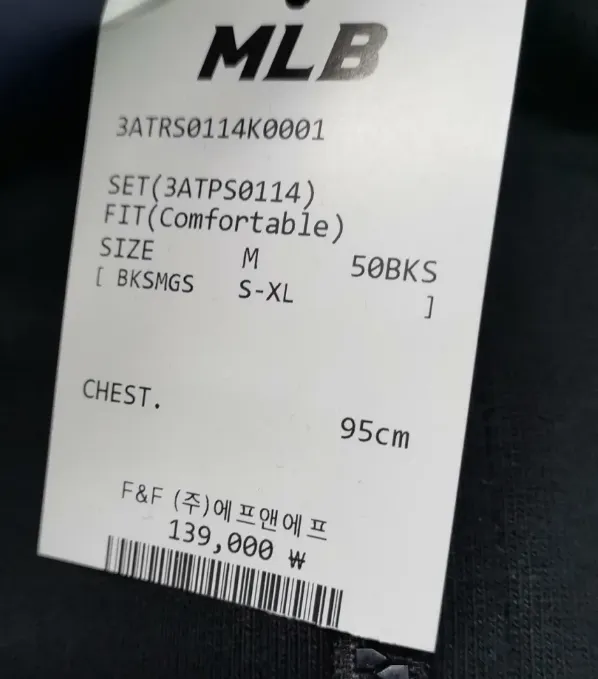 MLB
3ATRS0114K0001
SET(3ATPS0114)
FIT(Comfortable)
SIZE M 50BKS
[ BKSMGS S-XL ]
CHEST. 95cm
F&F (주)에프앤에프
139,000 ₩